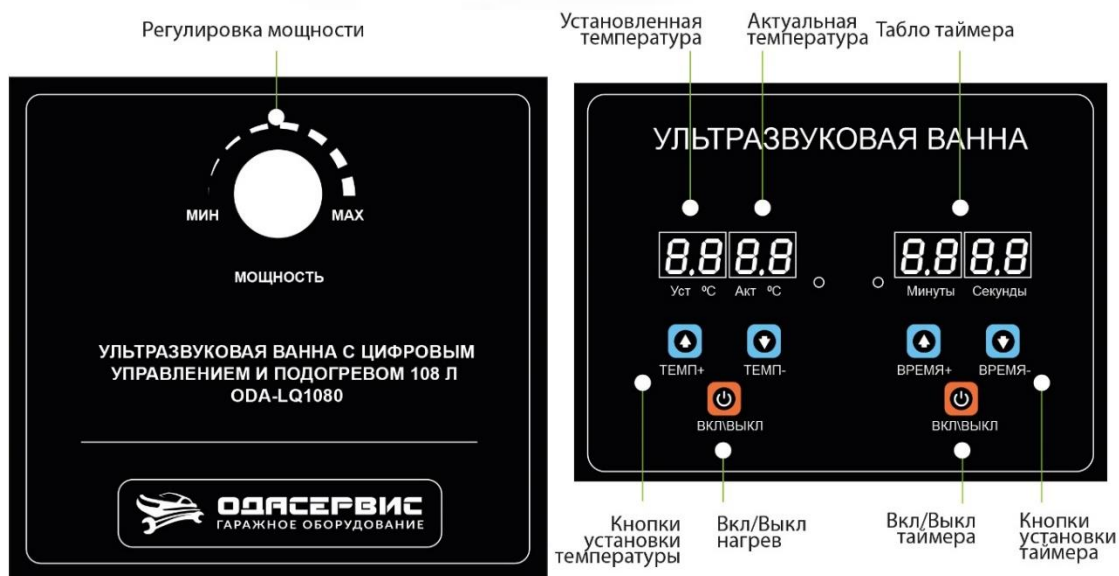 Регулировка мощности
Установленная
температура
Актуальная
температура
Табло таймера
МИН
MAX
МОЩНОСТЬ
УЛЬТРАЗВУКОВАЯ ВАННА С ЦИФРОВЫМ
УПРАВЛЕНИЕМ И ПОДОГРЕВОМ 108 Л
ODA-LQ1080
ОДАСЕРВИС
ГАРАЖНОЕ ОБОРУДОВАНИЕ
УЛЬТРАЗВУКОВАЯ ВАННА
8.8 8.8 8.8 8.8
Уст ºC Акт ºC Минуты Секунды
ТЕМП+ ТЕМП- ВРЕМЯ+ ВРЕМЯ-
ВКЛ\ВЫКЛ ВКЛ\ВЫКЛ
Кнопки
установки
температуры
Вкл/Выкл
нагрев
Вкл/Выкл
таймера
Кнопки
установки
таймера